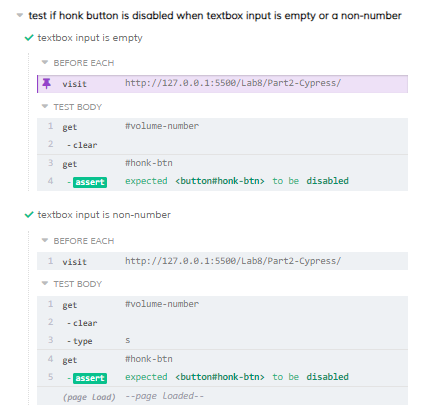 test if honk button is disabled when textbox input is empty or a non-number
textbox input is empty
BEFORE EACH
visit http://127.0.0.1:5500/Lab8/Part2-Cypress/
TEST BODY
1 get #volume-number
2 -clear
3 get #honk-btn
4 -assert expected <button#honk-btn> to be disabled
textbox input is non-number
BEFORE EACH
1 visit http://127.0.0.1:5500/Lab8/Part2-Cypress/
TEST BODY
1 get #volume-number
2 -clear
3 -type s
4 get #honk-btn
5 -assert expected <button#honk-btn> to be disabled
(page load) --page loaded--